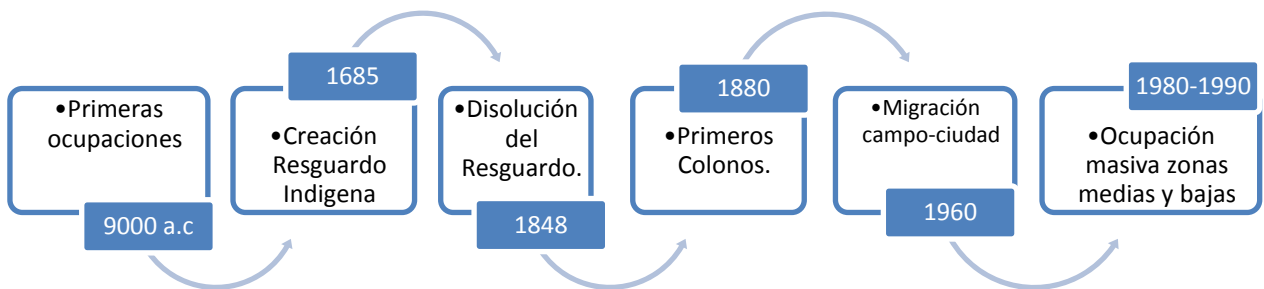 •Primeras
ocupaciones
9000 a.c
1685
•Creación
Resguardo
Indigena
•Disolución
del
Resguardo.
1848
1880
•Primeros
Colonos.
•Migración
campo-ciudad
1960
1980-1990
•Ocupación
masiva zonas
medias y bajas